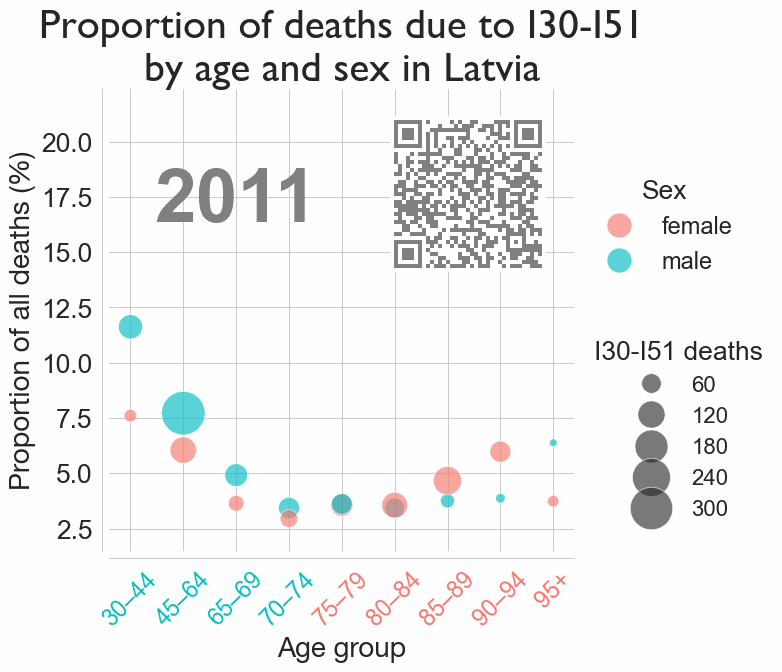 Proportion of deaths due to I30-I51
by age and sex in Latvia
Proportion of all deaths (%)
20.0
17.5
15.0
12.5
10.0
7.5
5.0
2.5
2011
Sex
female
male
I30-I51 deaths
60
120
180
240
300
30–44
45–64
65–69
70–74
75–79
80–84
85–89
90–94
95+
Age group